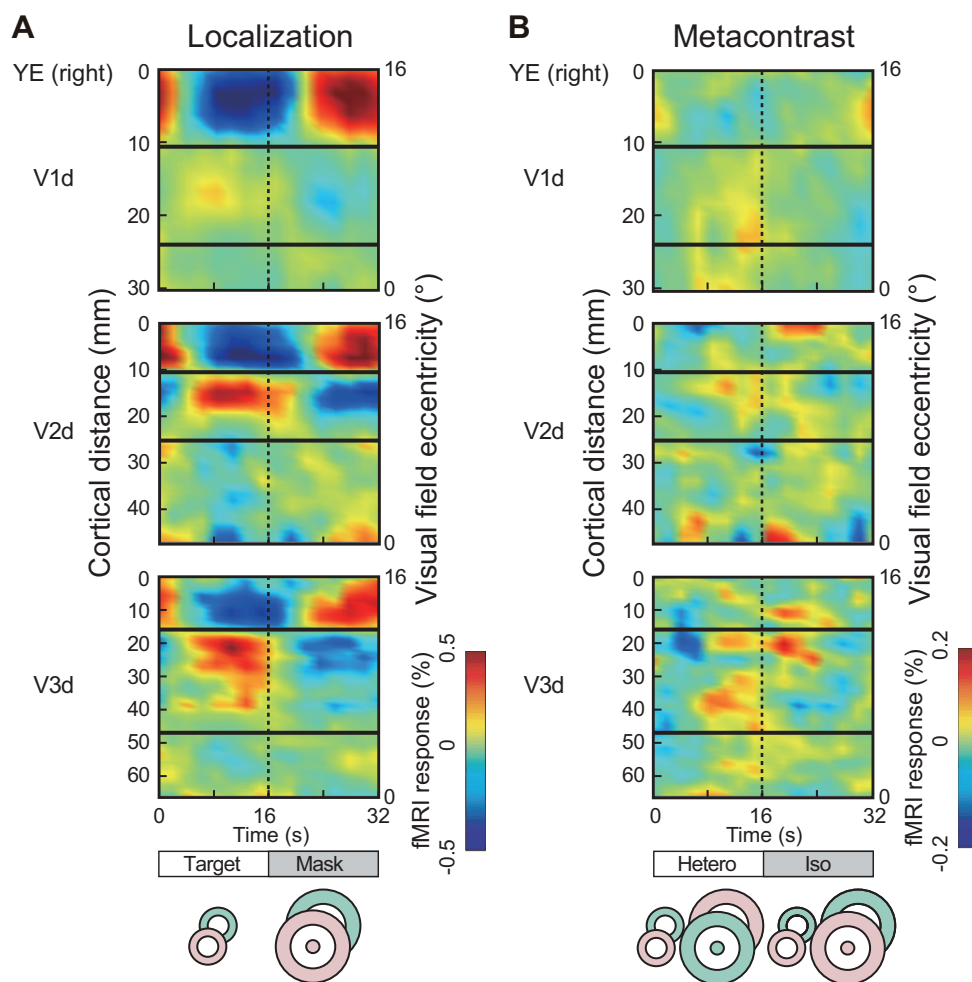 A
Localization
YE (right)
0
10
20
30
16
0
V1d
0
10
20
30
40
16
0
V2d
0
10
20
30
40
50
60
16
0
V3d
Cortical distance (mm)
Visual field eccentricity (°)
0
16
32
Time (s)
fMRI response (%)
0.5
0
-0.5
Target
Mask
B
Metacontrast
YE (right)
0
10
20
30
16
0
V1d
0
10
20
30
40
16
0
V2d
0
10
20
30
40
50
60
16
0
V3d
Cortical distance (mm)
Visual field eccentricity (°)
0
16
32
Time (s)
fMRI response (%)
0.2
0
-0.2
Hetero
Iso